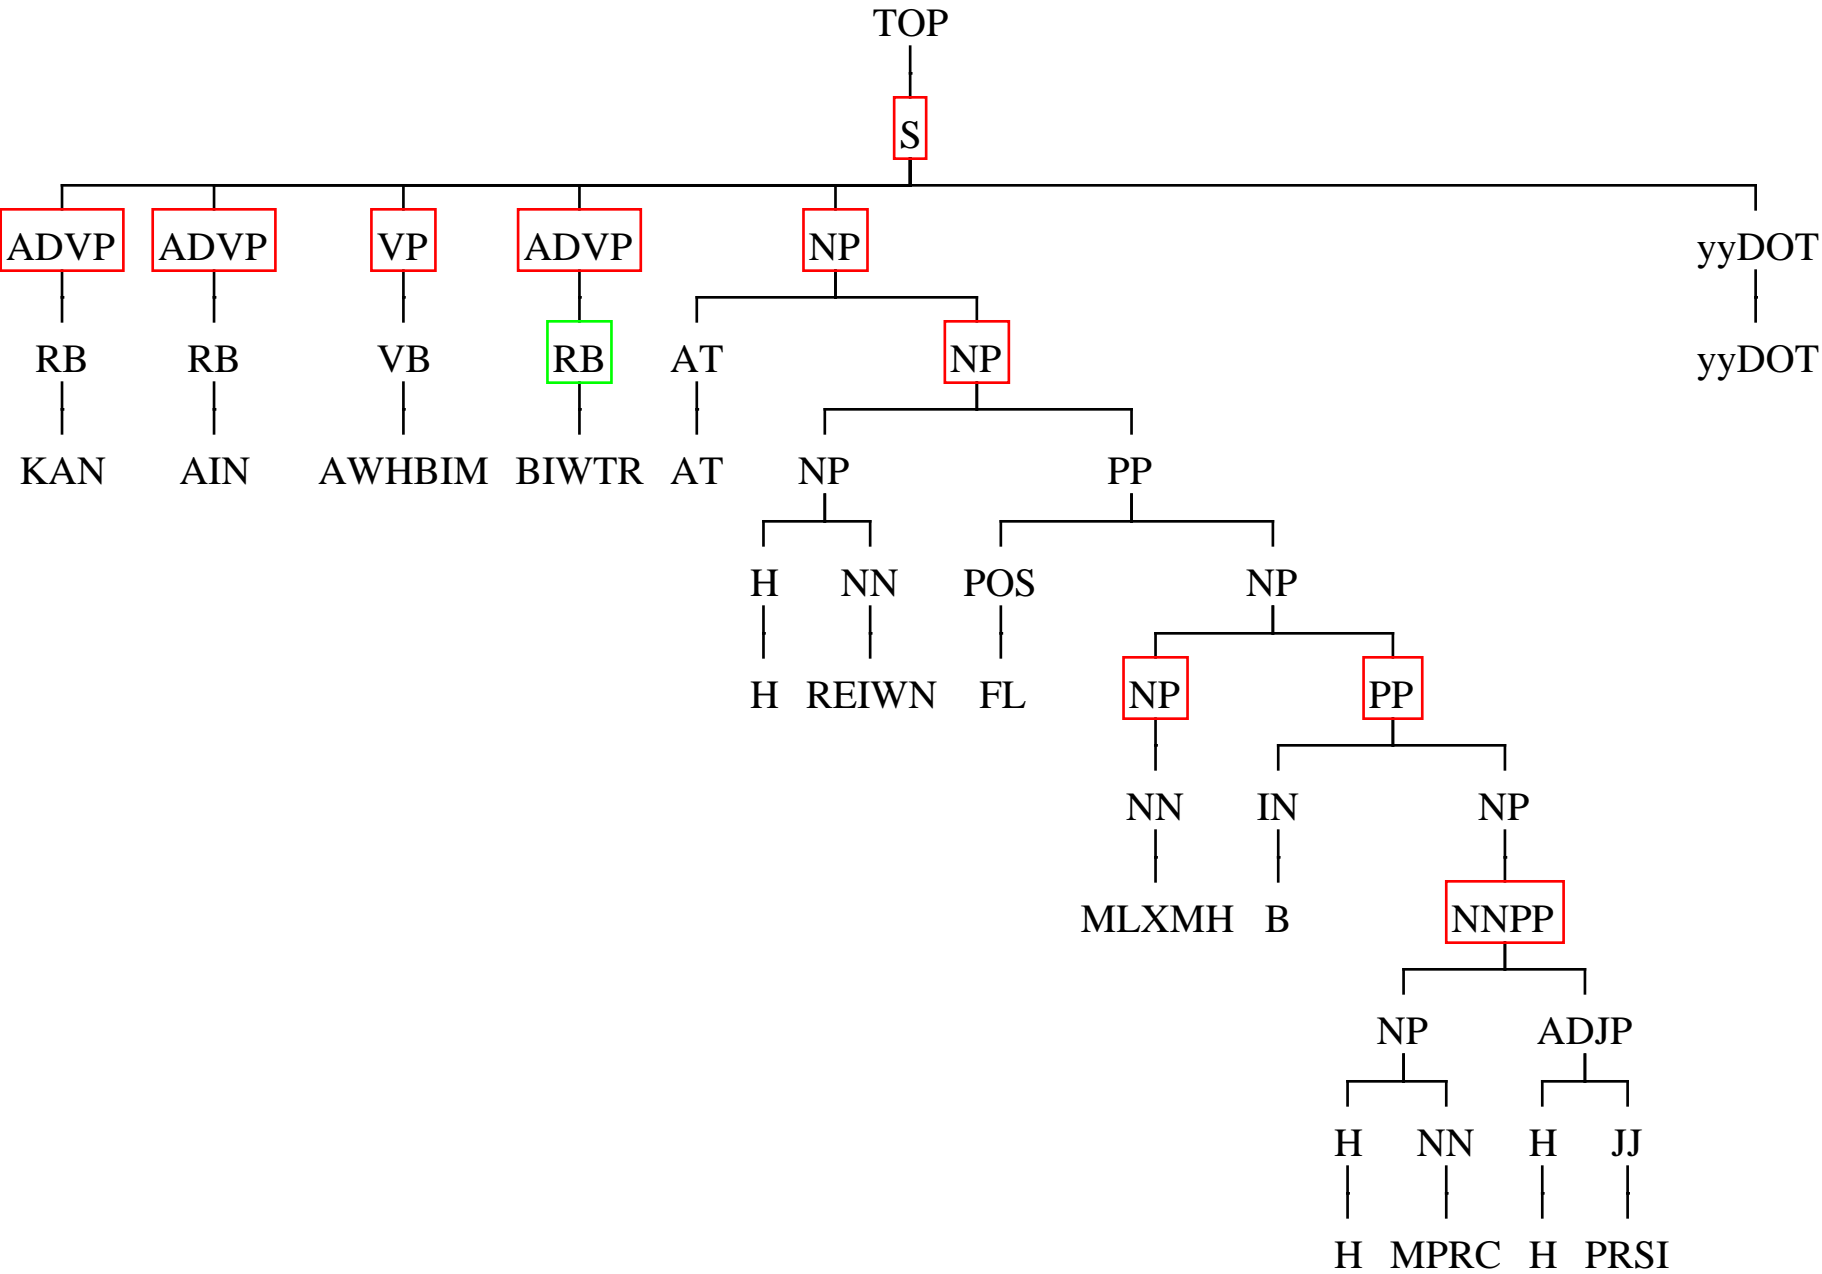 TOP
S
ADVP ADVP VP ADVP NP yyDOT
RB RB VB RB AT NP yyDOT
KAN AIN AWHBIM BIWTR AT NP PP
H NN POS NP
H REIWN FL NP PP
NN IN NP
MLXMH B NNPP
NP ADJP
H NN H JJ
H MPRC H PRSI